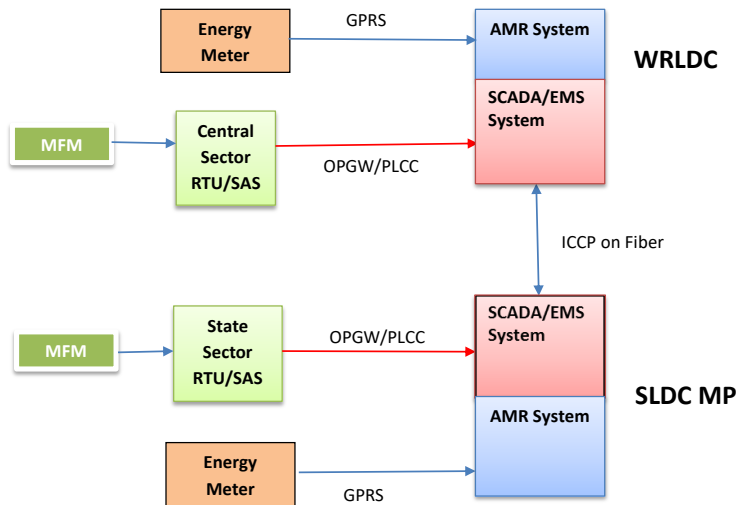 GPRS
Energy
Meter
AMR System
WRLDC
SCADA/EMS
System
Central
Sector
RTU/SAS
MFM
OPGW/PLCC
ICCP on Fiber
State
Sector
RTU/SAS
MFM
OPGW/PLCC
SCADA/EMS
System
SLDC MP
AMR System
Energy
Meter
GPRS